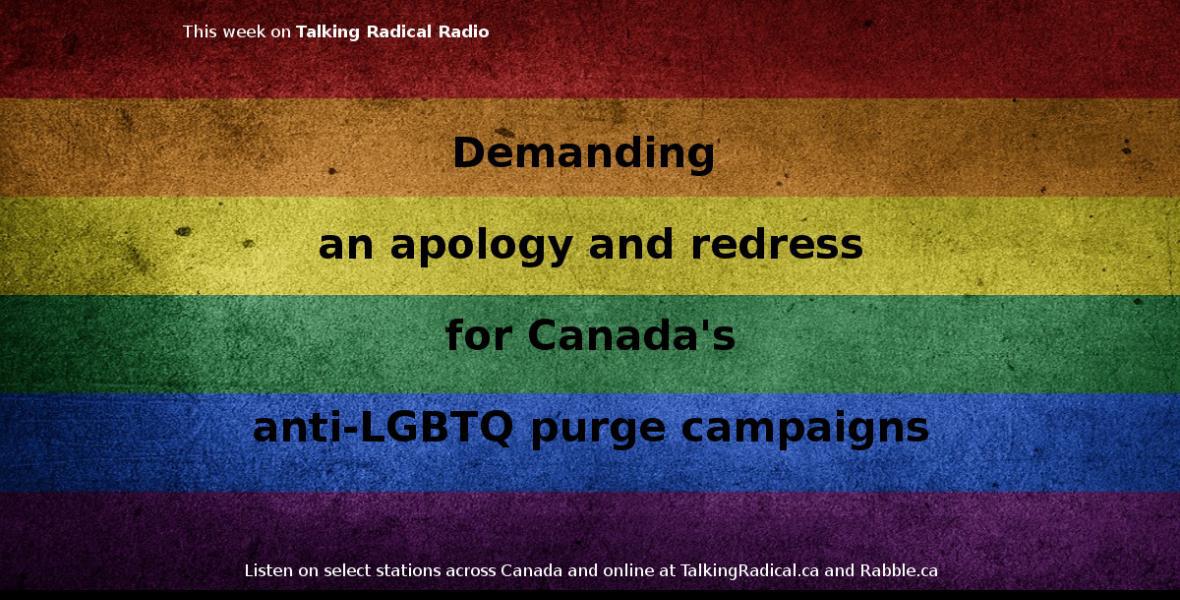 This week on Talking Radical Radio
Demanding
an apology and redress
for Canada's
anti-LGBTQ purge campaigns
Listen on select stations across Canada and online at TalkingRadical.ca and Rabble.ca